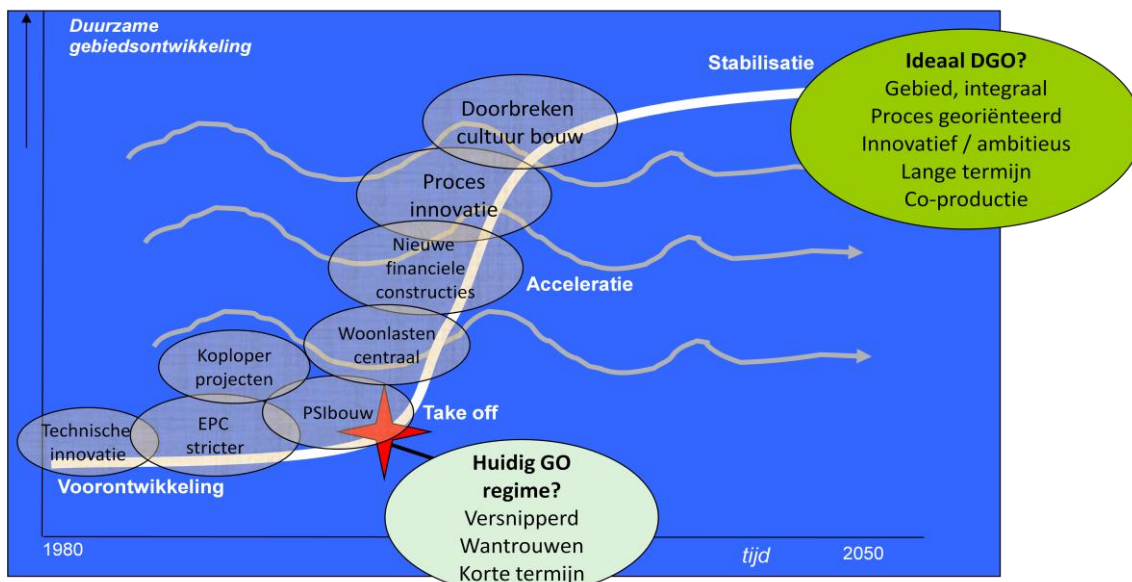 Duurzame
gebiedsontwikkeling
Stabilisatie
Ideaal DGO?
Gebied, integraal
Proces georiënteerd
Innovatief / ambitieus
Lange termijn
Co-productie
Doorbreken
cultuur bouw
Proces
innovatie
Nieuwe
financiele
constructies
Acceleratie
Woonlasten
centraal
Koploper
projecten
PSIbouw
Take off
EPC
stricter
Technische
innovatie
Voorontwikkeling
Huidig GO
regime?
Versnipperd
Wantrouwen
Korte termijn
1980
tijd
2050